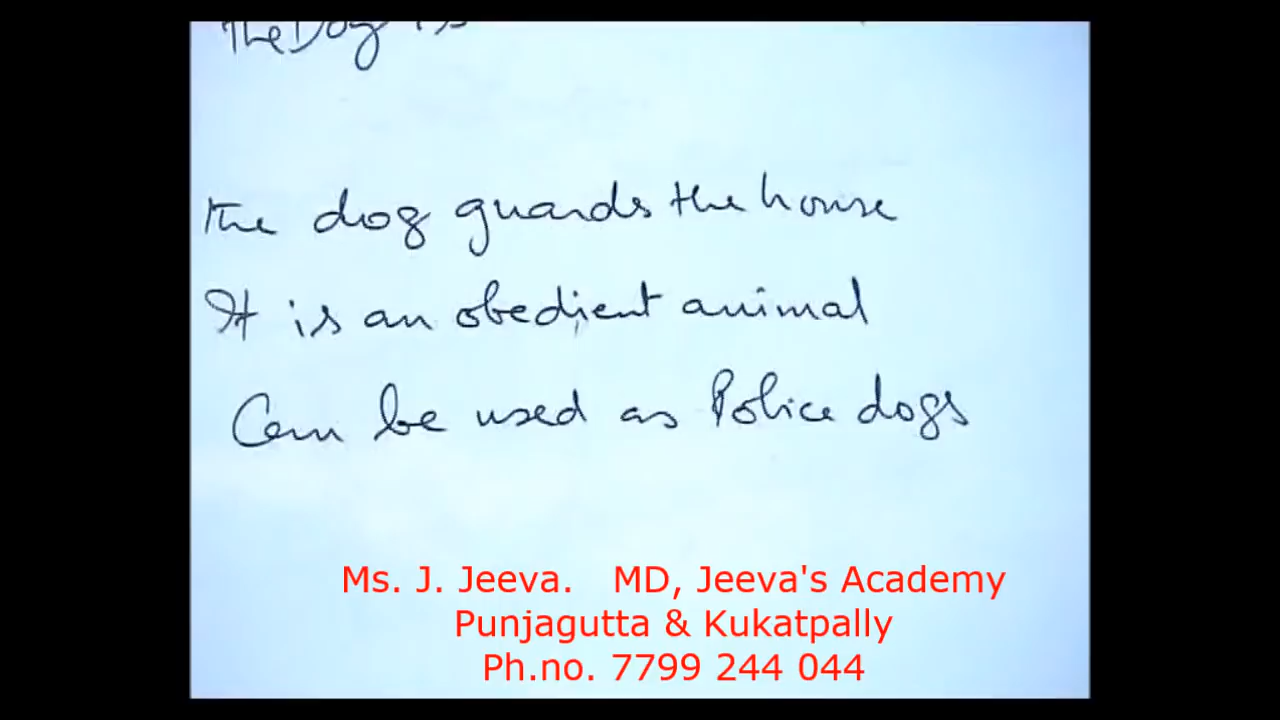 The Dog is
The dog guards the house
It is an obedient animal
Can be used as Police dogs
Ms. J. Jeeva. MD, Jeeva's Academy
Punjagutta & Kukatpally
Ph.no. 7799 244 044